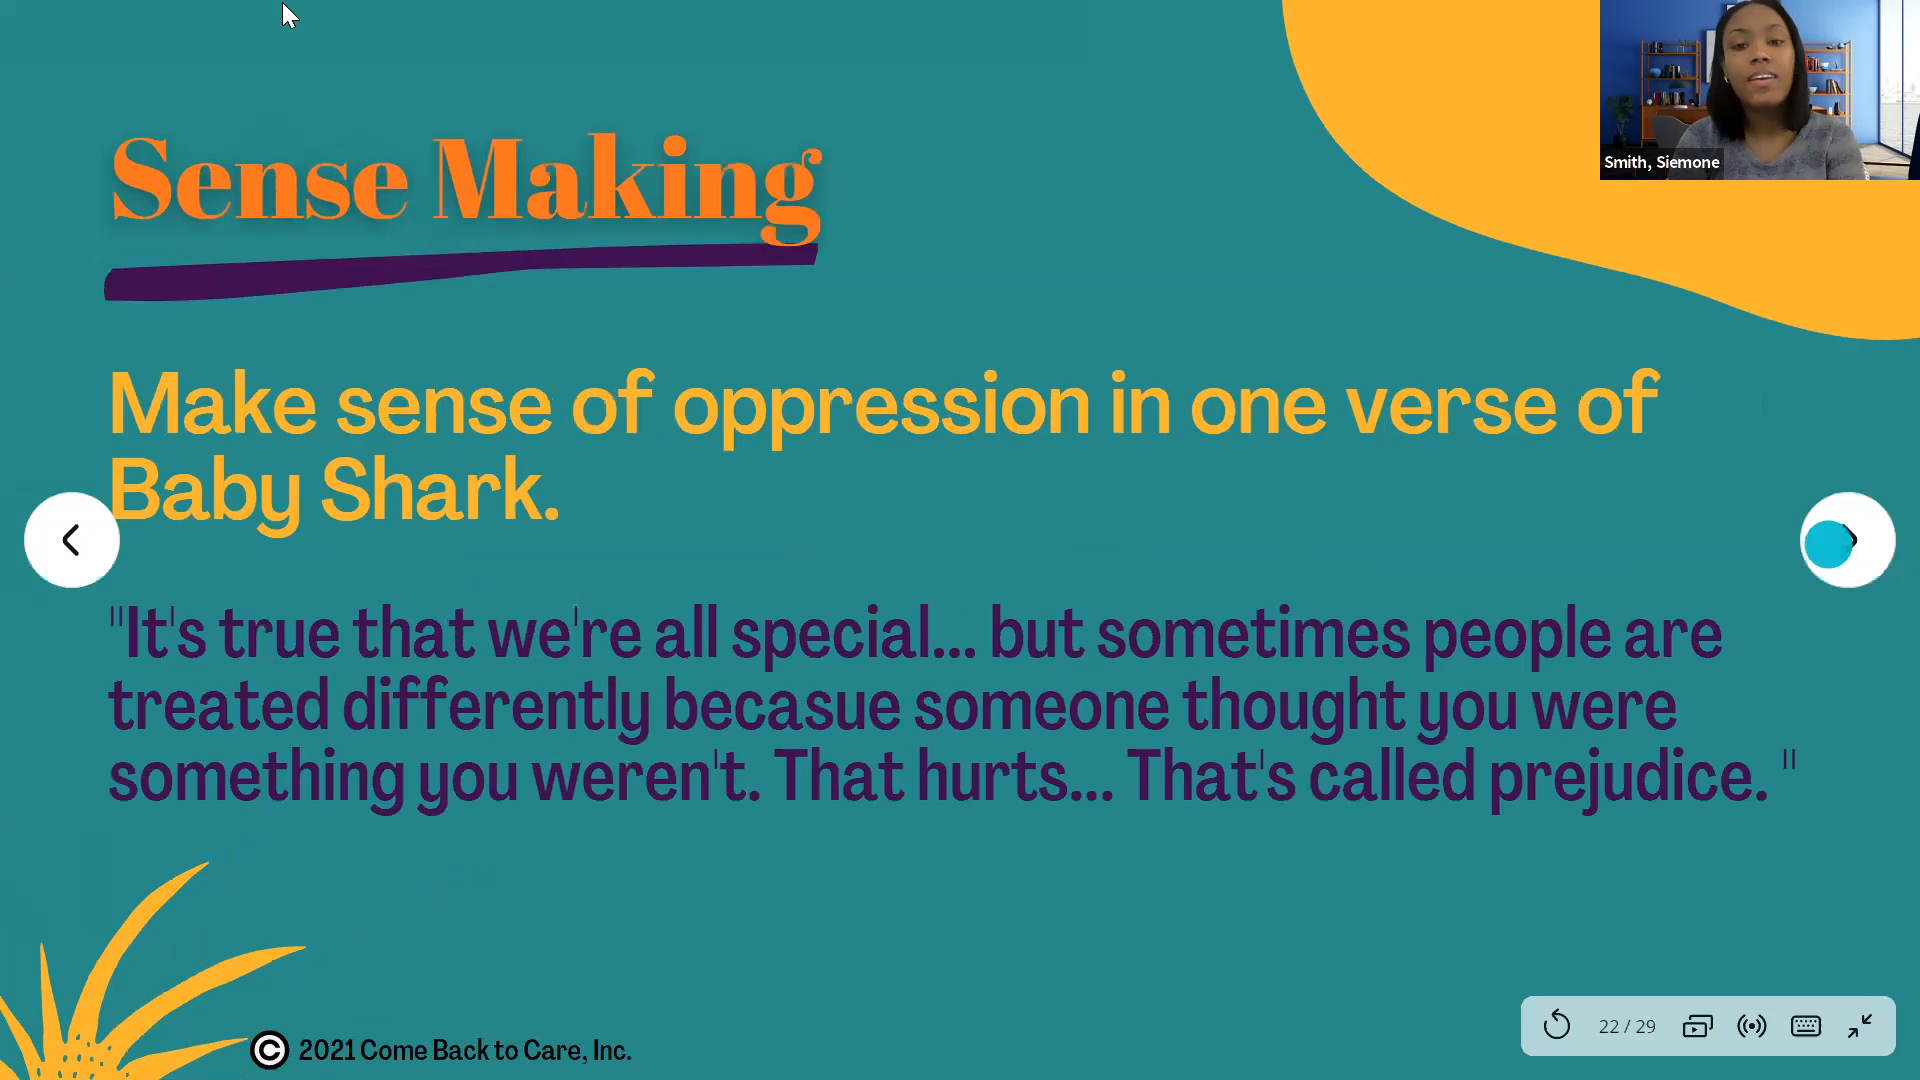 Smith, Siemone
Sense Making
Make sense of oppression in one verse of
Baby Shark.
"It's true that we're all special... but sometimes people are
treated differently becasue someone thought you were
something you weren't. That hurts... That's called prejudice. "
© 2021 Come Back to Care, Inc.
22 / 29